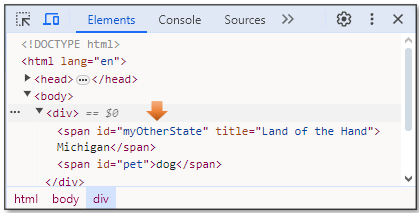 Elements Console Sources »
<!DOCTYPE html>
<html lang="en">
<head> ⋯ </head>
<body>
⋯ <div> == $0
<span id="myOtherState" title="Land of the Hand">
Michigan</span>
<span id="pet">dog</span>
</div>
html body div